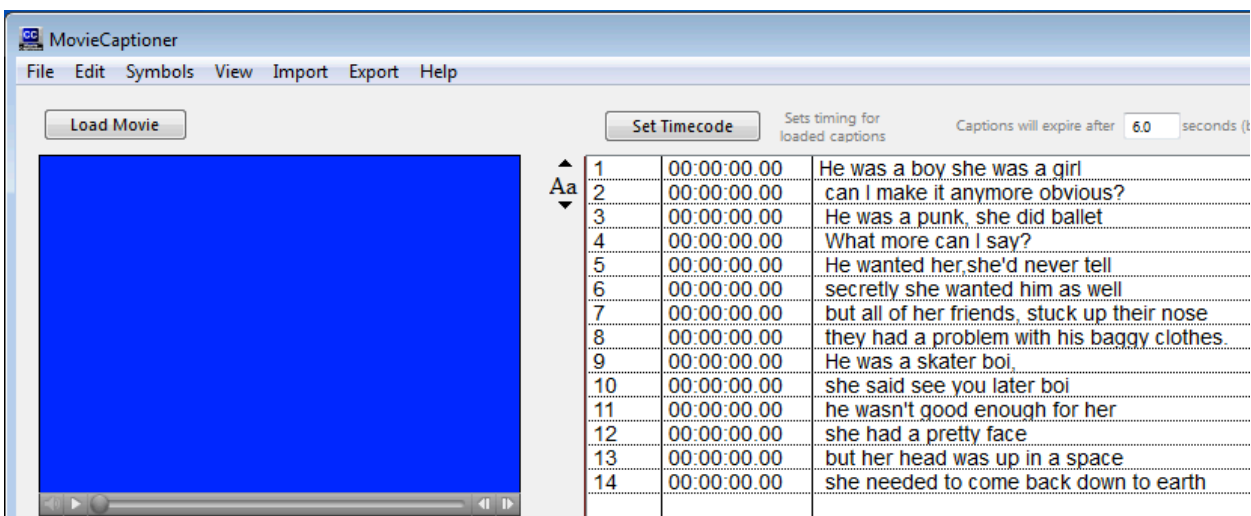 MovieCaptioner
File Edit Symbols View Import Export Help
Load Movie
Set Timecode
Sets timing for
loaded captions
Captions will expire after 6.0 seconds (b
Aa
1 00:00:00.00 He was a boy she was a girl
2 00:00:00.00 can I make it anymore obvious?
3 00:00:00.00 He was a punk, she did ballet
4 00:00:00.00 What more can I say?
5 00:00:00.00 He wanted her,she'd never tell
6 00:00:00.00 secretly she wanted him as well
7 00:00:00.00 but all of her friends, stuck up their nose
8 00:00:00.00 they had a problem with his baggy clothes.
9 00:00:00.00 He was a skater boi,
10 00:00:00.00 she said see you later boi
11 00:00:00.00 he wasn't good enough for her
12 00:00:00.00 she had a pretty face
13 00:00:00.00 but her head was up in a space
14 00:00:00.00 she needed to come back down to earth